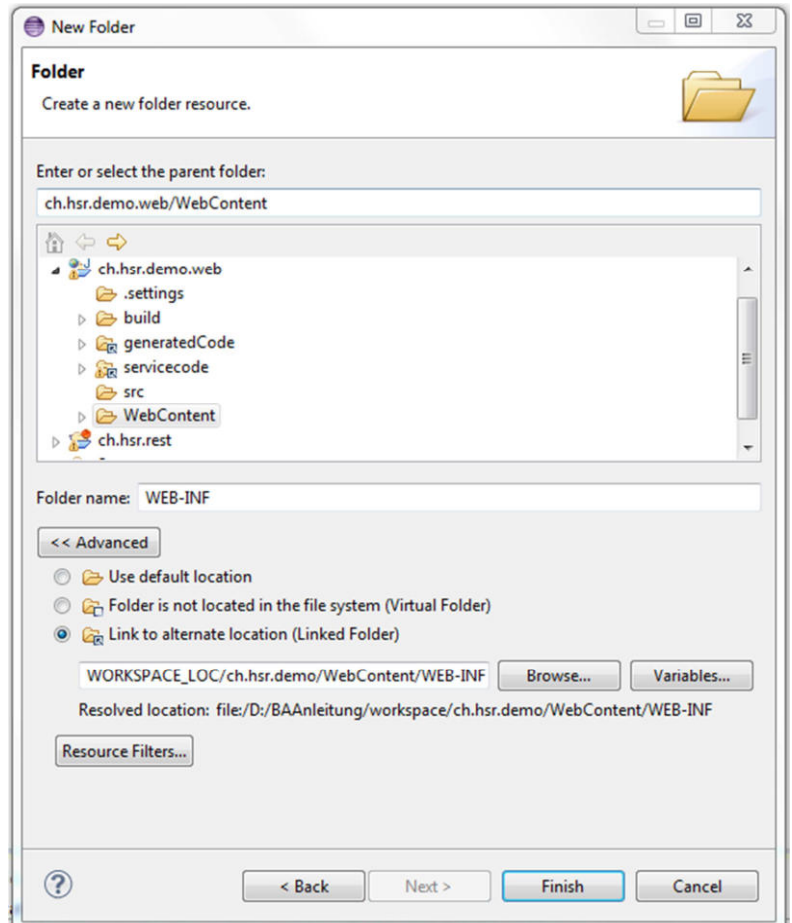 New Folder
Folder
Create a new folder resource.
Enter or select the parent folder:
ch.hsr.demo.web/WebContent
ch.hsr.demo.web
.settings
build
generatedCode
servicecode
src
WebContent
ch.hsr.rest
Folder name: WEB-INF
<< Advanced
Use default location
Folder is not located in the file system (Virtual Folder)
Link to alternate location (Linked Folder)
WORKSPACE_LOC/ch.hsr.demo/WebContent/WEB-INF Browse... Variables...
Resolved location: file:/D:/BAAnleitung/workspace/ch.hsr.demo/WebContent/WEB-INF
Resource Filters...
? < Back Next > Finish Cancel